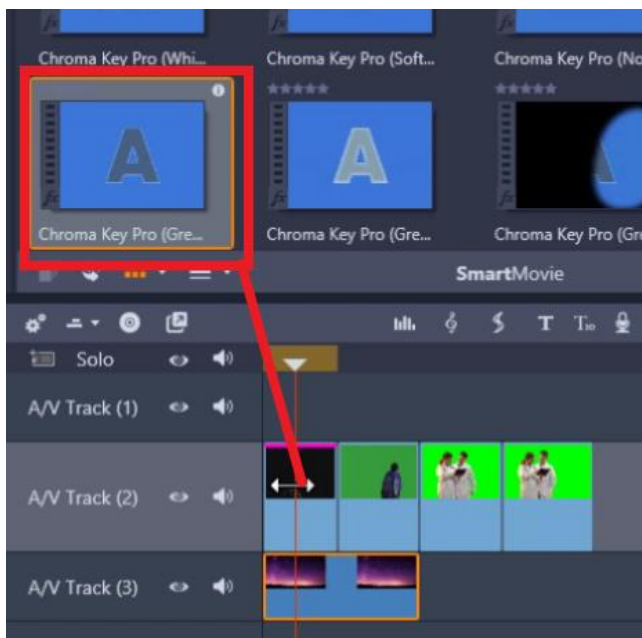 Chroma Key Pro (Whi...
Chroma Key Pro (Soft...
Chroma Key Pro (No
A
A
Chroma Key Pro (Gre...
Chroma Key Pro (Gre...
Chroma Key Pro (Gre
SmartMovie
Solo
A/V Track (1)
A/V Track (2)
A/V Track (3)